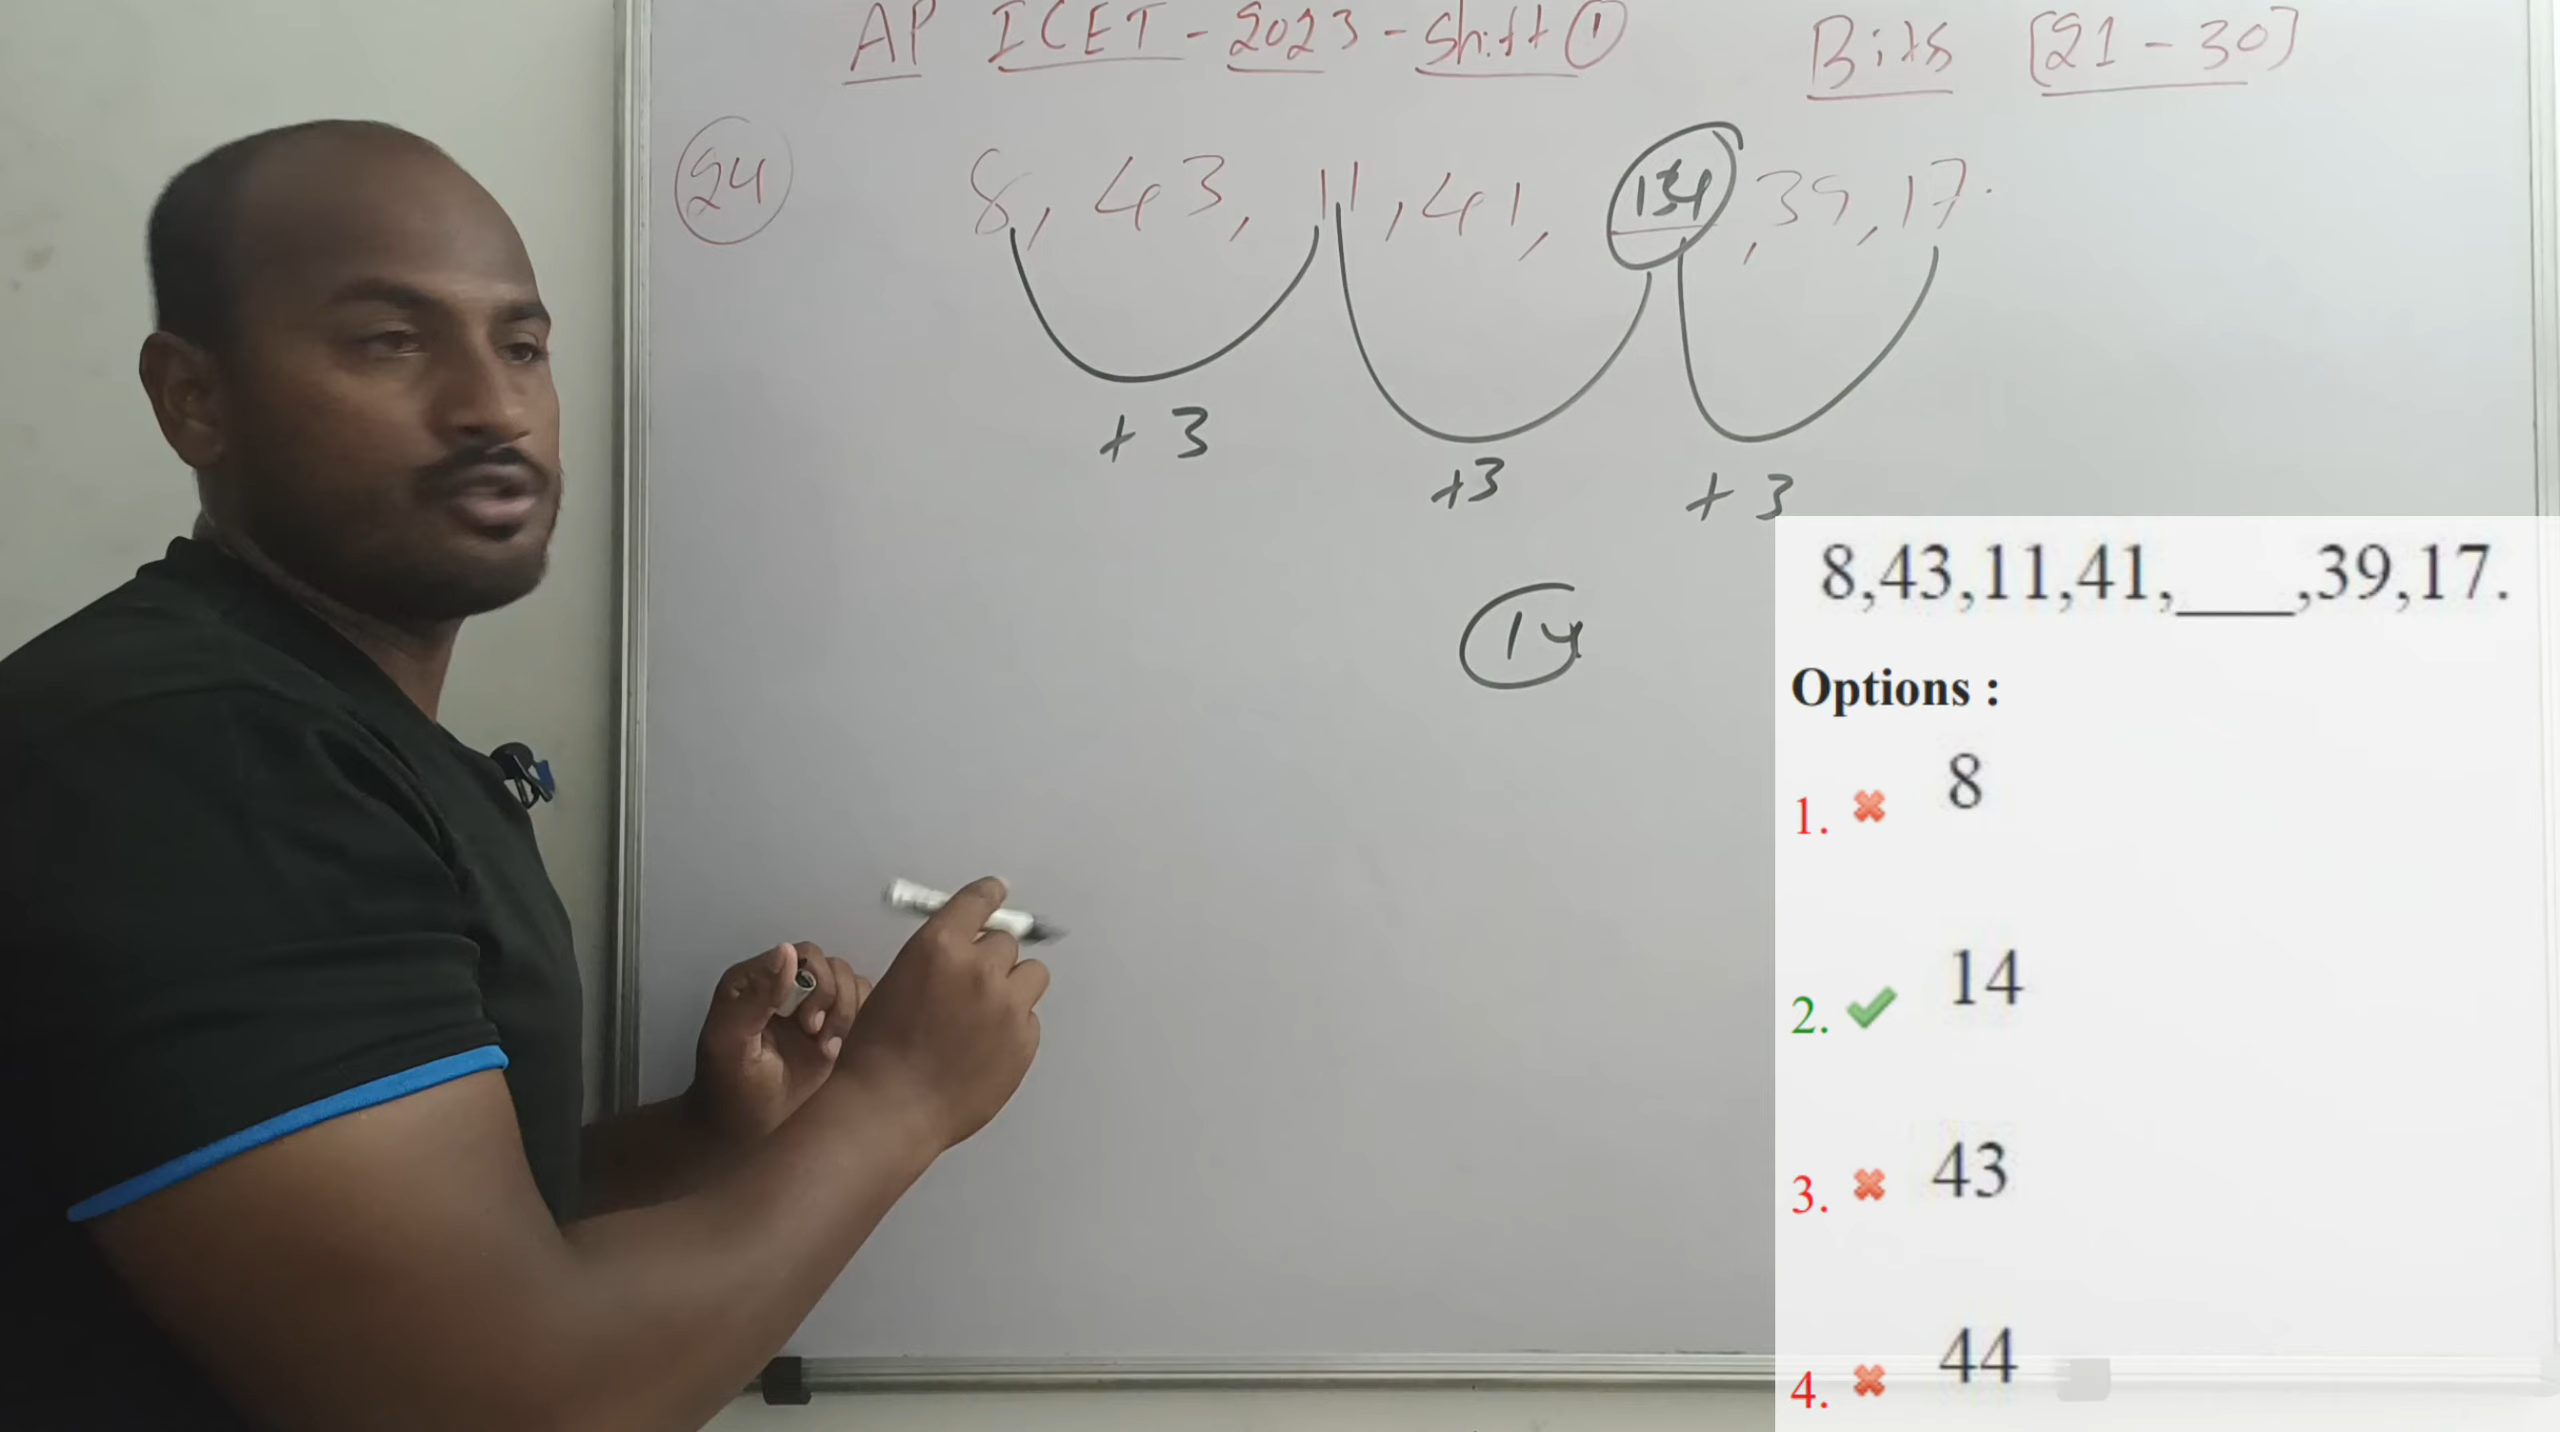 AP ICET - 2023 - Shift ① Bits [21 - 30]
24 8, 43, 11, 41, 14, 39, 17.
+ 3 +3 + 3
14
8,43,11,41,___,39,17.
Options :
1. ✖ 8
2. ✔ 14
3. ✖ 43
4. ✖ 44